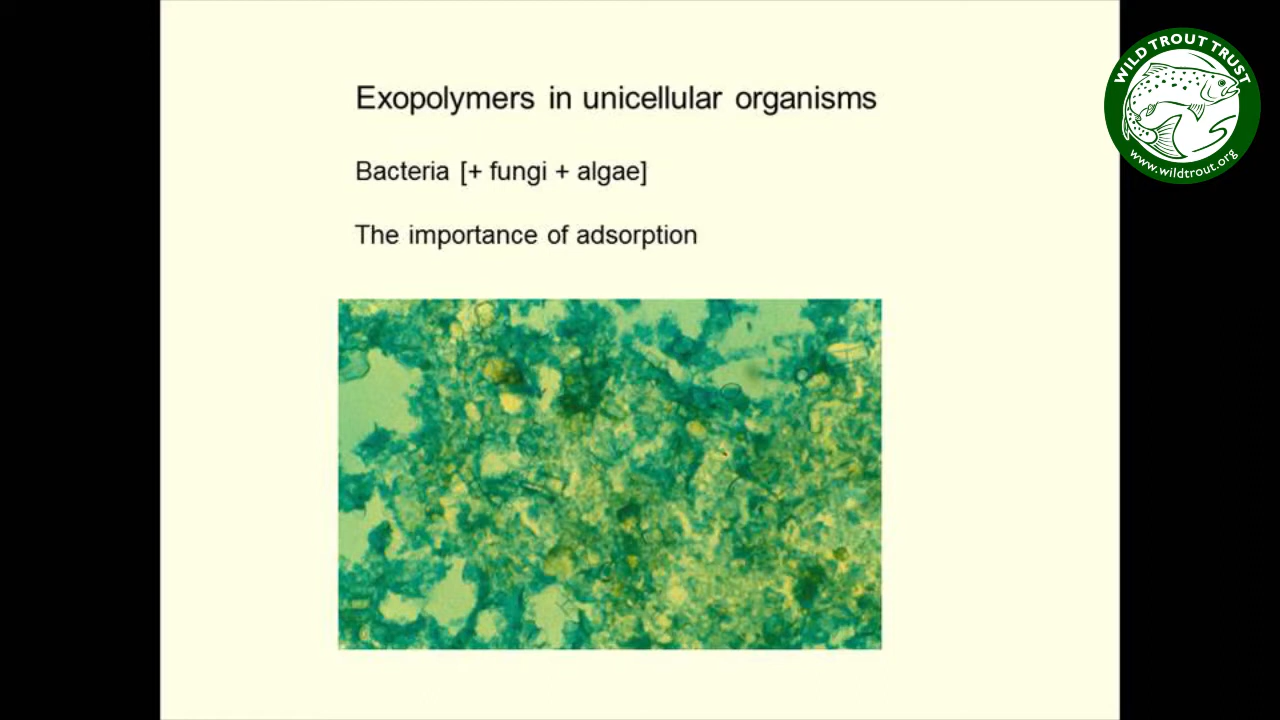 Exopolymers in unicellular organisms
Bacteria [+ fungi + algae]
The importance of adsorption
WILD TROUT TRUST
www.wildtrout.org